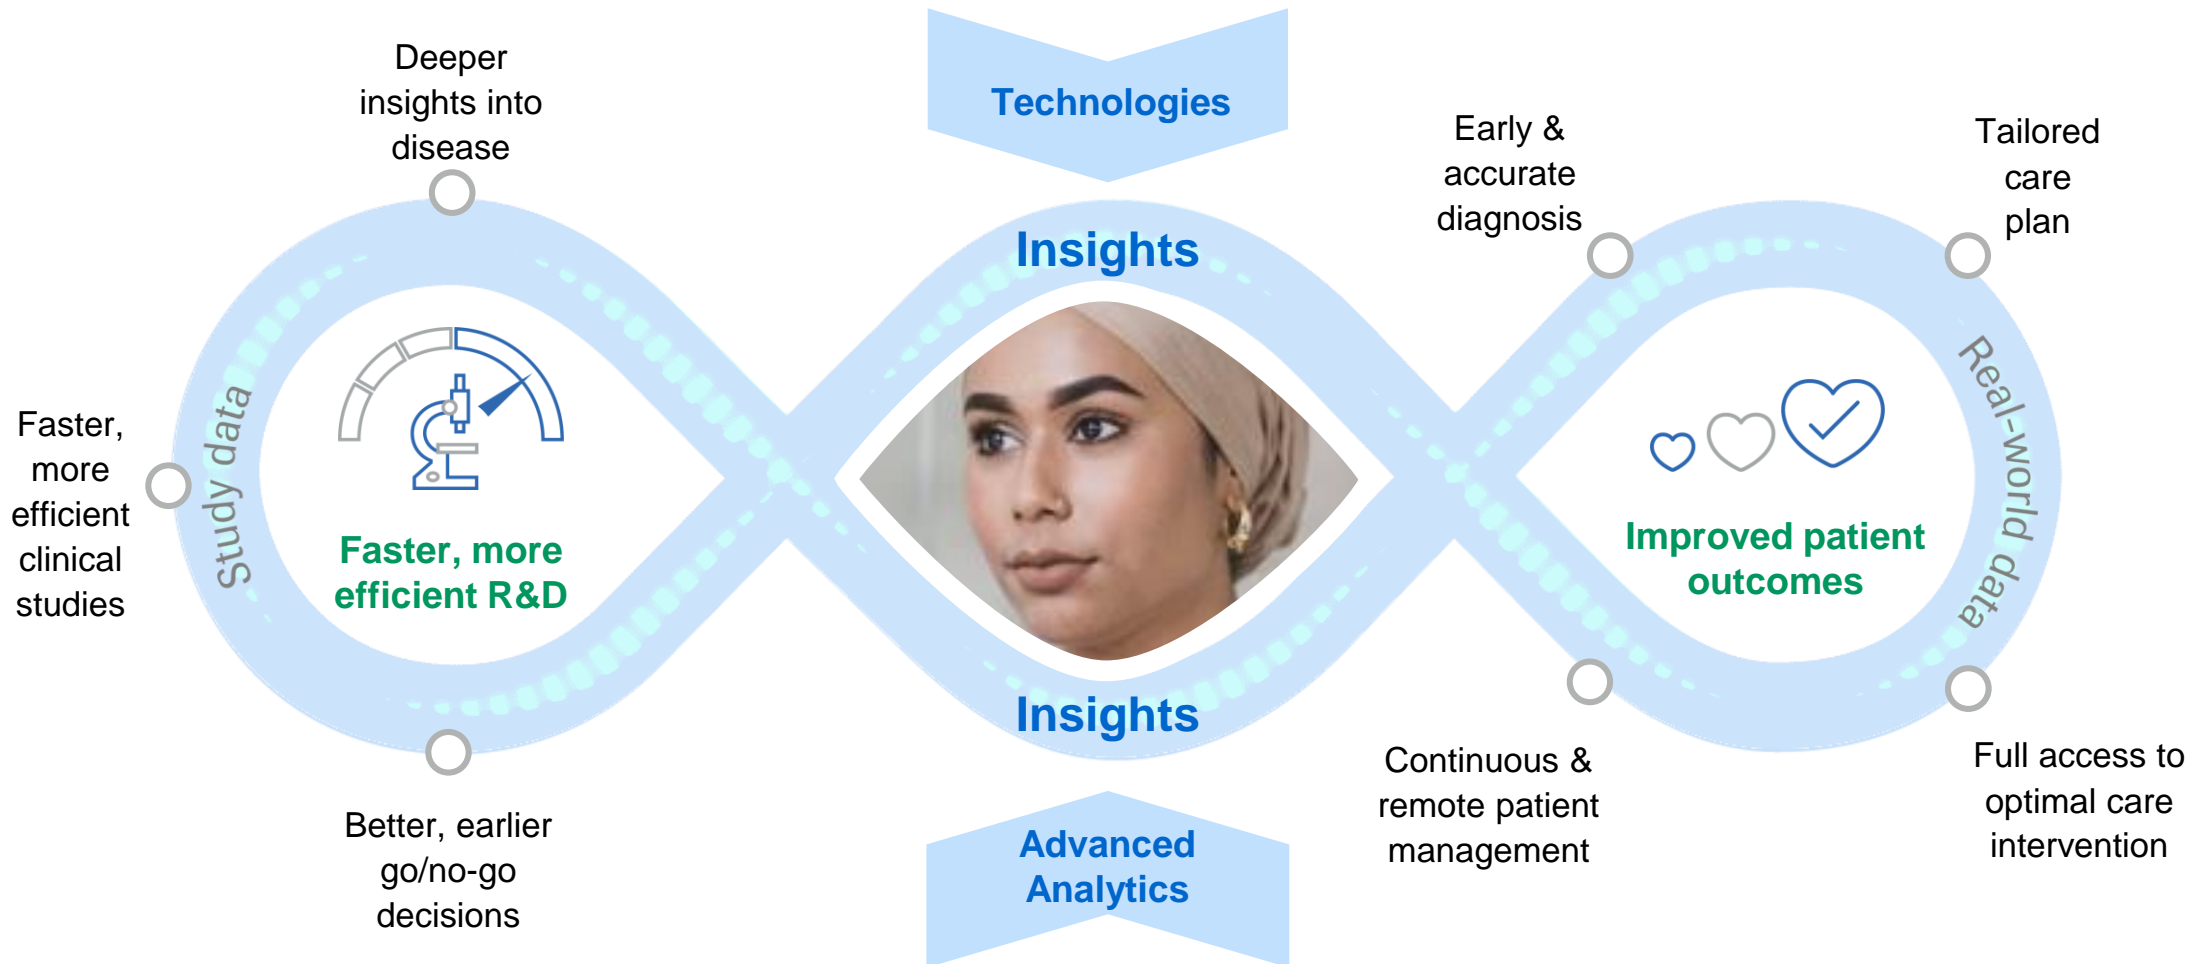 Deeper
insights into
disease
Technologies
Early &
accurate
diagnosis
Tailored
care
plan
Insights
Study data
Real-world data
Faster,
more
efficient
clinical
studies
Faster, more
efficient R&D
Improved patient
outcomes
Insights
Better, earlier
go/no-go
decisions
Advanced
Analytics
Continuous &
remote patient
management
Full access to
optimal care
intervention